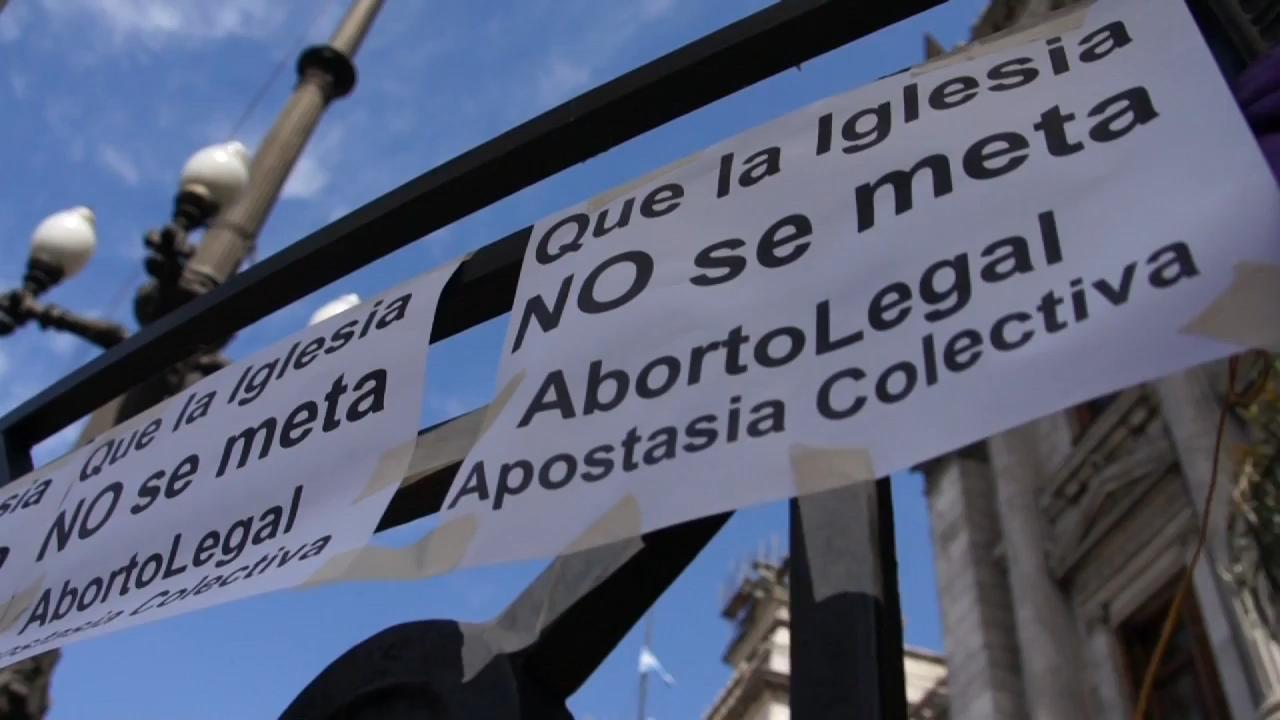 Que la Iglesia
NO se meta
AbortoLegal
Apostasia Colectiva
Que la Iglesia
NO se meta
AbortoLegal
Colectiva